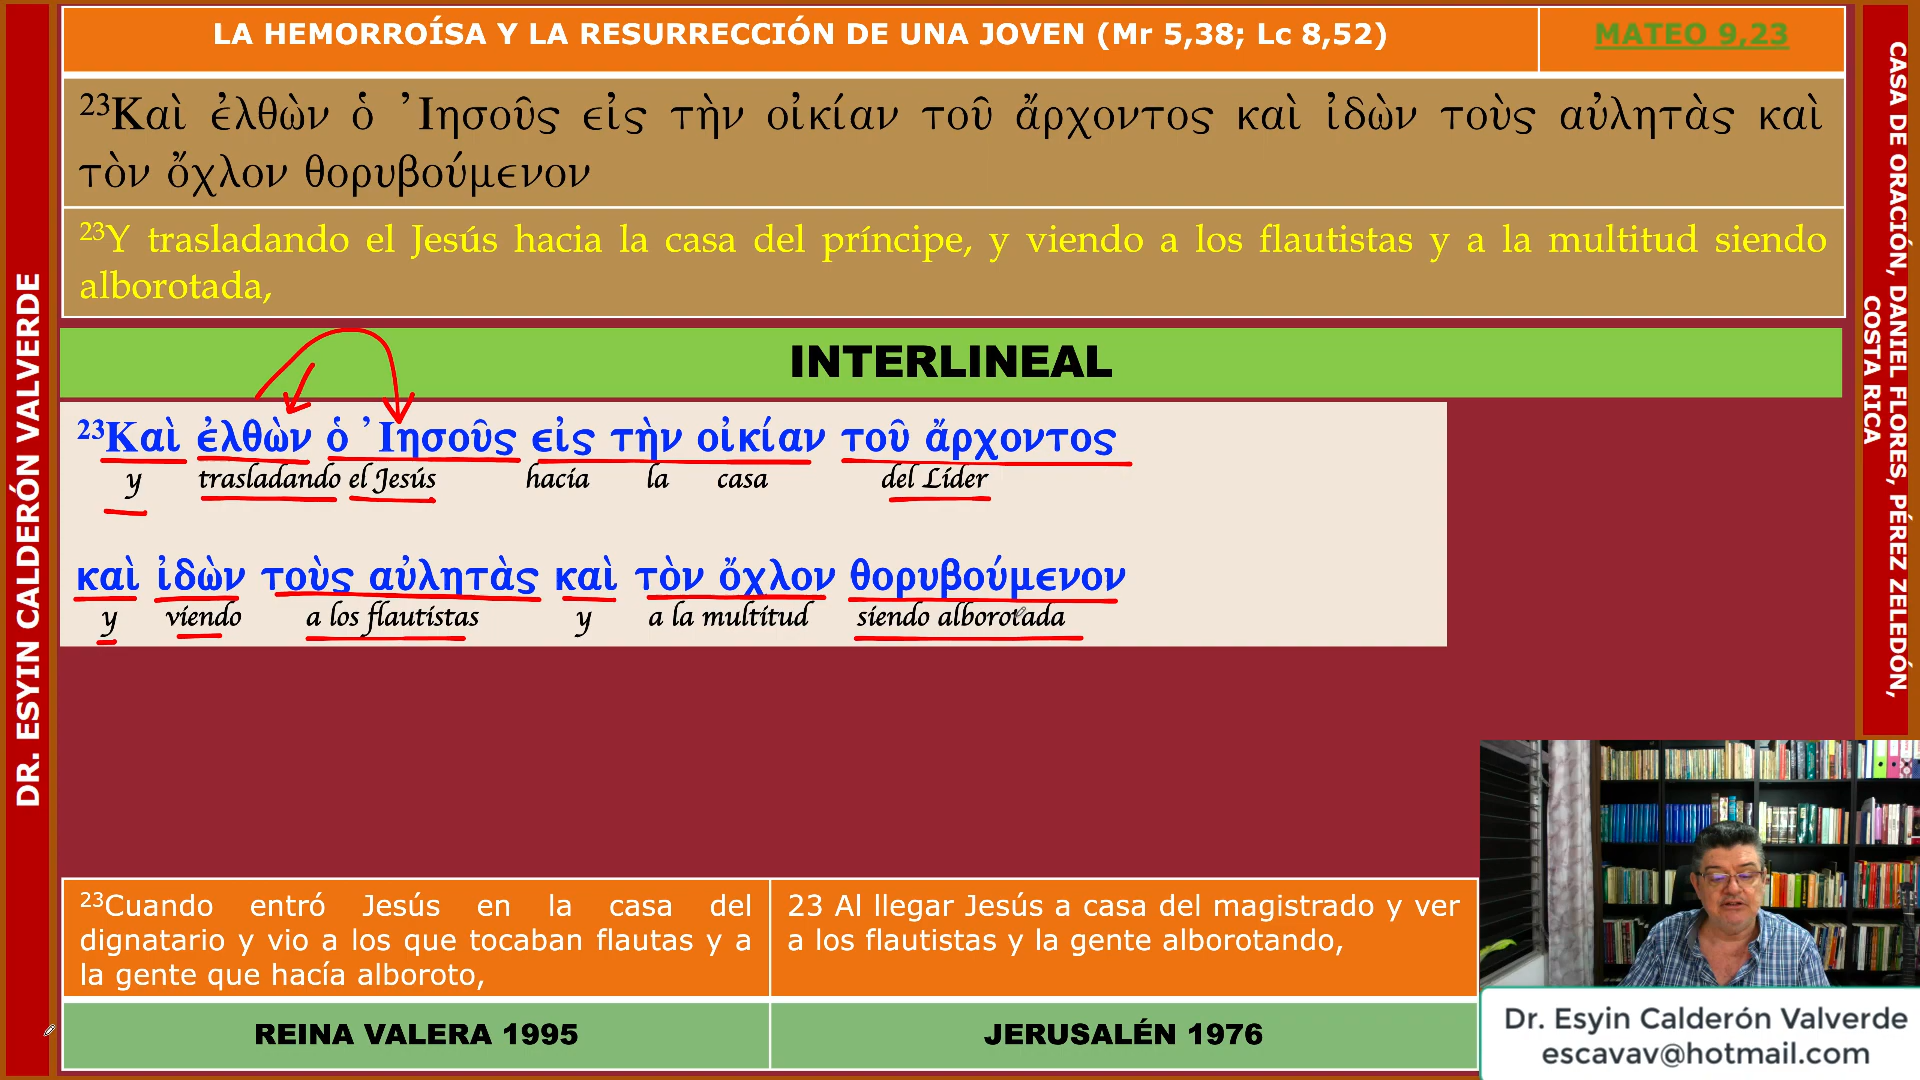 LA HEMORROÍSA Y LA RESURRECCIÓN DE UNA JOVEN (Mr 5,38; Lc 8,52)
MATEO 9,23
²³Καὶ ἐλθὼν ὁ ᾿Ιησοῦς εἰς τὴν οἰκίαν τοῦ ἄρχοντος καὶ ἰδὼν τοὺς αὐλητὰς καὶ
τὸν ὄχλον θορυβούμενον
²³Y trasladando el Jesús hacia la casa del príncipe, y viendo a los flautistas y a la multitud siendo
alborotada,
INTERLINEAL
²³Καὶ ἐλθὼν ὁ ᾿Ιησοῦς εἰς τὴν οἰκίαν τοῦ ἄρχοντος
y trasladando el Jesús hacia la casa del Líder
καὶ ἰδὼν τοὺς αὐλητὰς καὶ τὸν ὄχλον θορυβούμενον
y viendo a los flautistas y a la multitud siendo alborotada
²³Cuando entró Jesús en la casa del
dignatario y vio a los que tocaban flautas y a
la gente que hacía alboroto,
23 Al llegar Jesús a casa del magistrado y ver
a los flautistas y la gente alborotando,
REINA VALERA 1995
JERUSALÉN 1976
DR. ESYIN CALDERÓN VALVERDE
CASA DE ORACIÓN, DANIEL FLORES, PÉREZ ZELEDÓN,
COSTA RICA
Dr. Esyin Calderón Valverde
escavav@hotmail.com